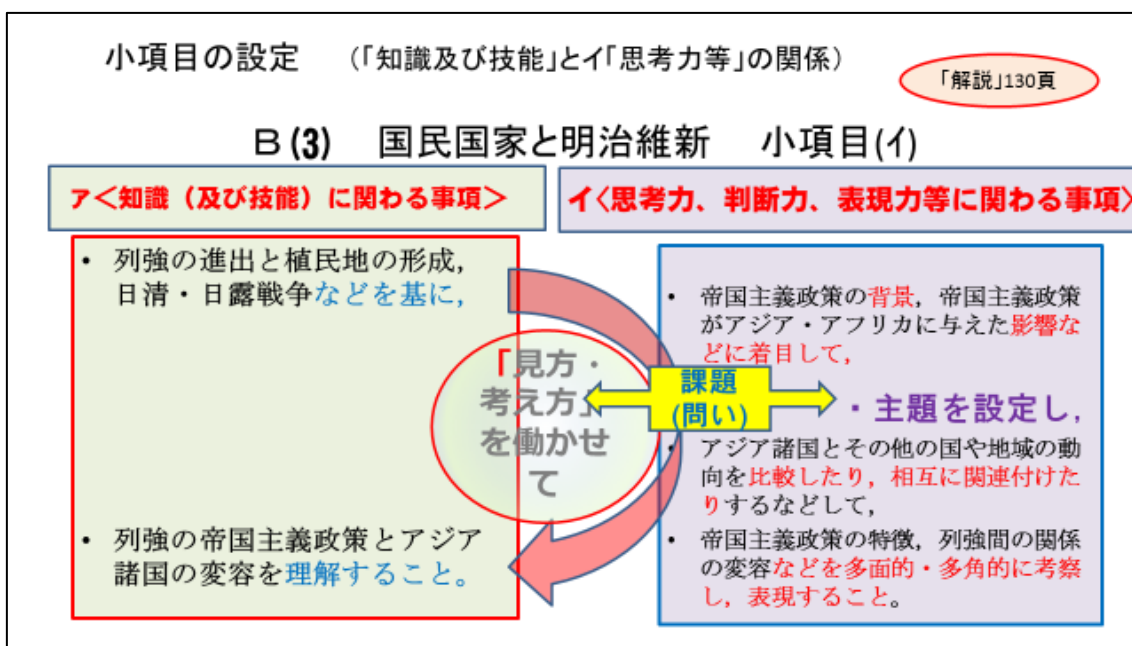 小項目の設定 (「知識及び技能」とイ「思考力等」の関係)
「解説」130頁
B(3) 国民国家と明治維新 小項目(イ)
ア<知識(及び技能)に関わる事項>
イ〈思考力、判断力、表現力等に関わる事項〉
• 列強の進出と植民地の形成,
日清・日露戦争などを基に,
「見方・
考え方」
を働かせ
て
課題
(問い)
• 列強の帝国主義政策とアジア
諸国の変容を理解すること。
• 帝国主義政策の背景,帝国主義政策
がアジア・アフリカに与えた影響な
どに着目して,
・主題を設定し,
• アジア諸国とその他の国や地域の動
向を比較したり,相互に関連付けた
りするなどして,
• 帝国主義政策の特徴,列強間の関係
の変容などを多面的・多角的に考察
し,表現すること。